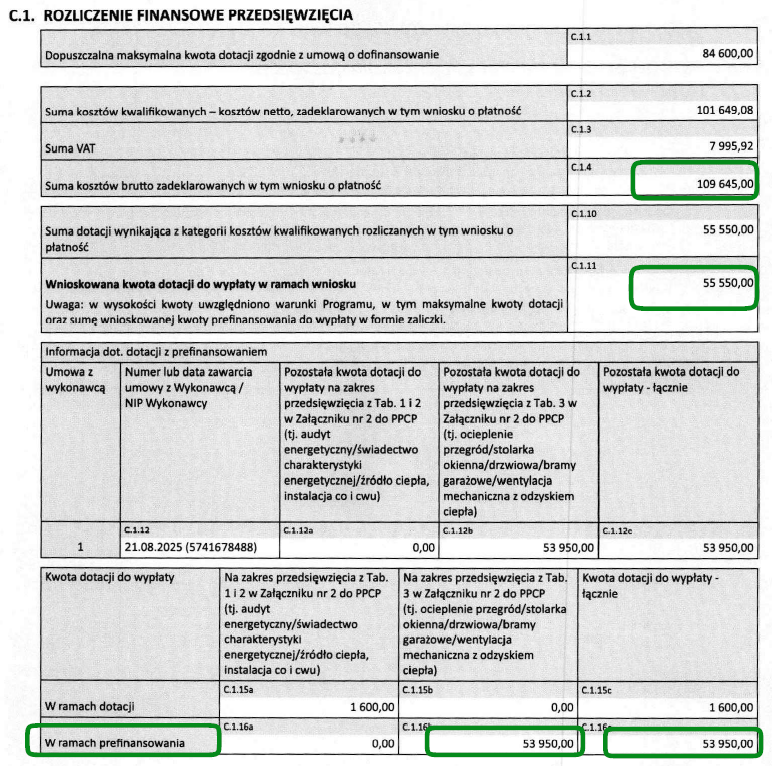 C.1. ROZLICZENIE FINANSOWE PRZEDSIĘWZIĘCIA
C.1.1
Dopuszczalna maksymalna kwota dotacji zgodnie z umową o dofinansowanie
84 600,00
C.1.2
Suma kosztów kwalifikowanych – kosztów netto, zadeklarowanych w tym wniosku o płatność
101 649,08
C.1.3
Suma VAT
7 995,92
C.1.4
Suma kosztów brutto zadeklarowanych w tym wniosku o płatność
109 645,00
C.1.10
Suma dotacji wynikająca z kategorii kosztów kwalifikowanych rozliczanych w tym wniosku o
płatność
55 550,00
C.1.11
Wnioskowana kwota dotacji do wypłaty w ramach wniosku
55 550,00
Uwaga: w wysokości kwoty uwzględniono warunki Programu, w tym maksymalne kwoty dotacji
oraz sumę wnioskowanej kwoty prefinansowania do wypłaty w formie zaliczki.
Informacja dot. dotacji z prefinansowaniem
Umowa z
wykonawcą
Numer lub data zawarcia
umowy z Wykonawcą /
NIP Wykonawcy
Pozostała kwota dotacji do
wypłaty na zakres
przedsięwzięcia z Tab. 1 i 2
w Załączniku nr 2 do PPCP
(tj. audyt
energetyczny/świadectwo
charakterystyki
energetycznej/źródło ciepła,
instalacja co i cwu)
Pozostała kwota dotacji do
wypłaty na zakres
przedsięwzięcia z Tab. 3 w
Załączniku nr 2 do PPCP
(tj. ocieplenie
przegród/stolarka
okienna/drzwiowa/bramy
garażowe/wentylacja
mechaniczna z odzyskiem
ciepła)
Pozostała kwota dotacji do
wypłaty - łącznie
C.1.12
C.1.12a
C.1.12b
C.1.12c
1
21.08.2025 (5741678488)
0,00
53 950,00
53 950,00
Kwota dotacji do wypłaty
Na zakres przedsięwzięcia z Tab.
1 i 2 w Załączniku nr 2 do PPCP
(tj. audyt
energetyczny/świadectwo
charakterystyki
energetycznej/źródło ciepła,
instalacja co i cwu)
Na zakres przedsięwzięcia z Tab.
3 w Załączniku nr 2 do PPCP
(tj. ocieplenie przegród/stolarka
okienna/drzwiowa/bramy
garażowe/wentylacja
mechaniczna z odzyskiem
ciepła)
Kwota dotacji do wypłaty -
łącznie
C.1.15a
C.1.15b
C.1.15c
W ramach dotacji
1 600,00
0,00
1 600,00
C.1.16a
W ramach prefinansowania
0,00
53 950,00
53 950,00